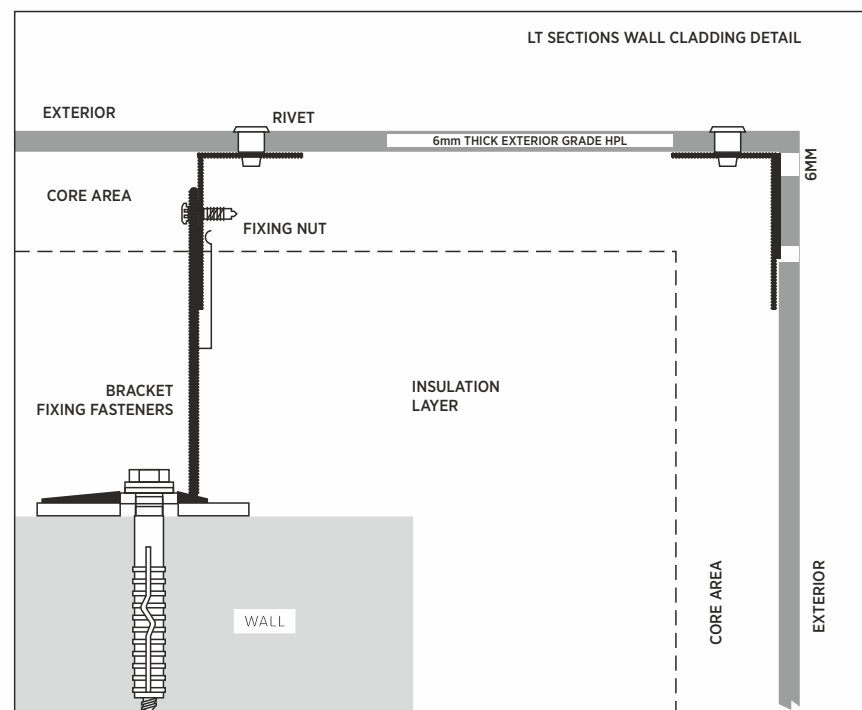 LT SECTIONS WALL CLADDING DETAIL
EXTERIOR
RIVET
6mm THICK EXTERIOR GRADE HPL
6MM
CORE AREA
FIXING NUT
BRACKET
FIXING FASTENERS
INSULATION
LAYER
WALL
CORE AREA
EXTERIOR